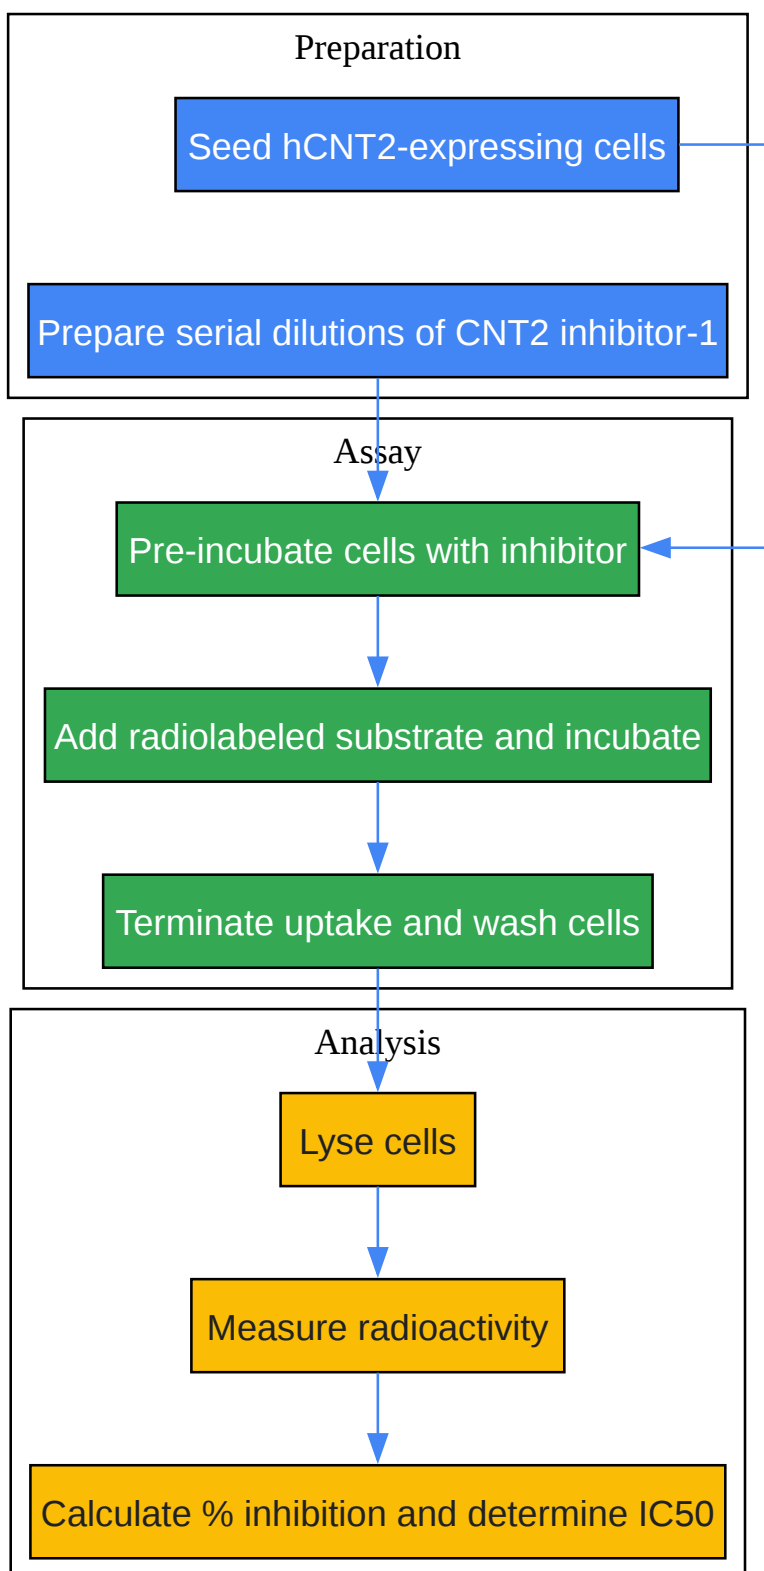 Preparation
Seed hCNT2-expressing cells
Prepare serial dilutions of CNT2 inhibitor-1
Assay
Pre-incubate cells with inhibitor
Add radiolabeled substrate and incubate
Terminate uptake and wash cells
Analysis
Lyse cells
Measure radioactivity
Calculate % inhibition and determine IC50